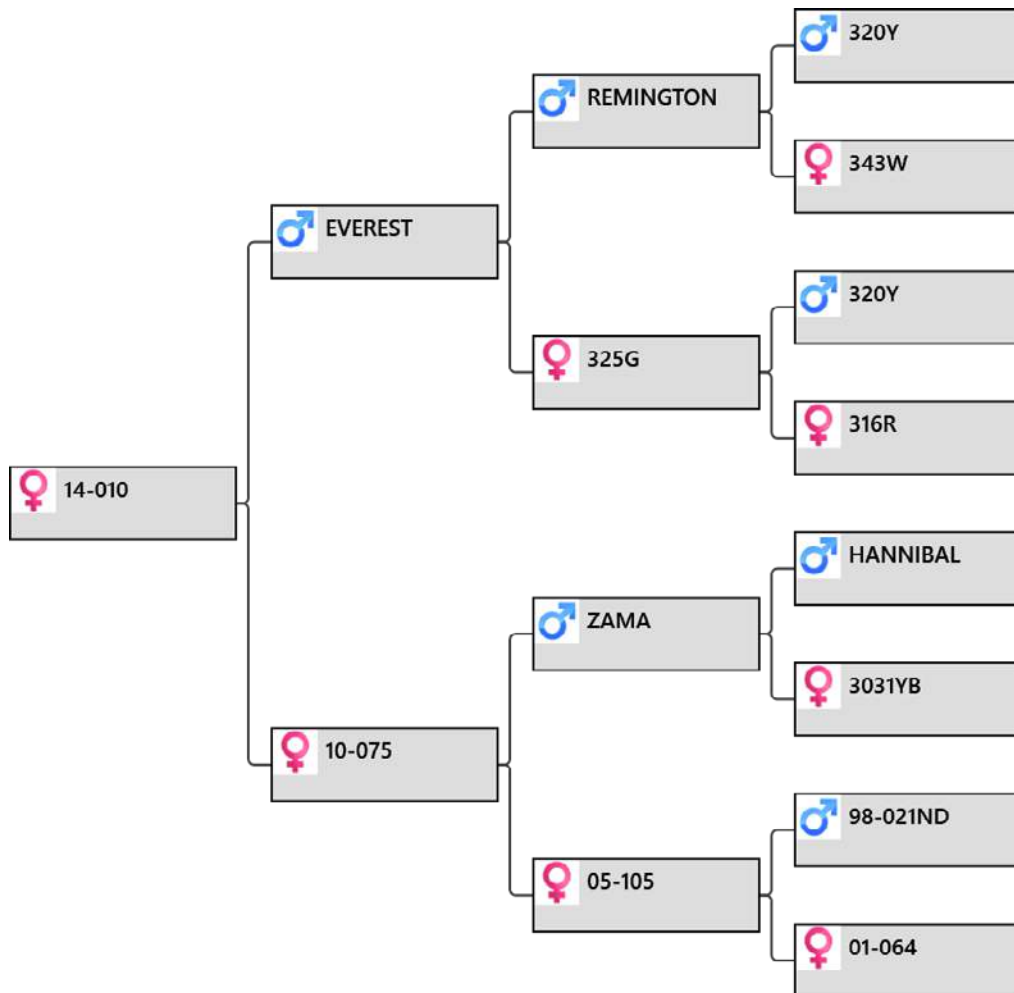 320Y
REMINGTON
343W
EVEREST
320Y
325G
316R
14-010
HANNIBAL
ZAMA
3031YB
10-075
98-021ND
05-105
01-064